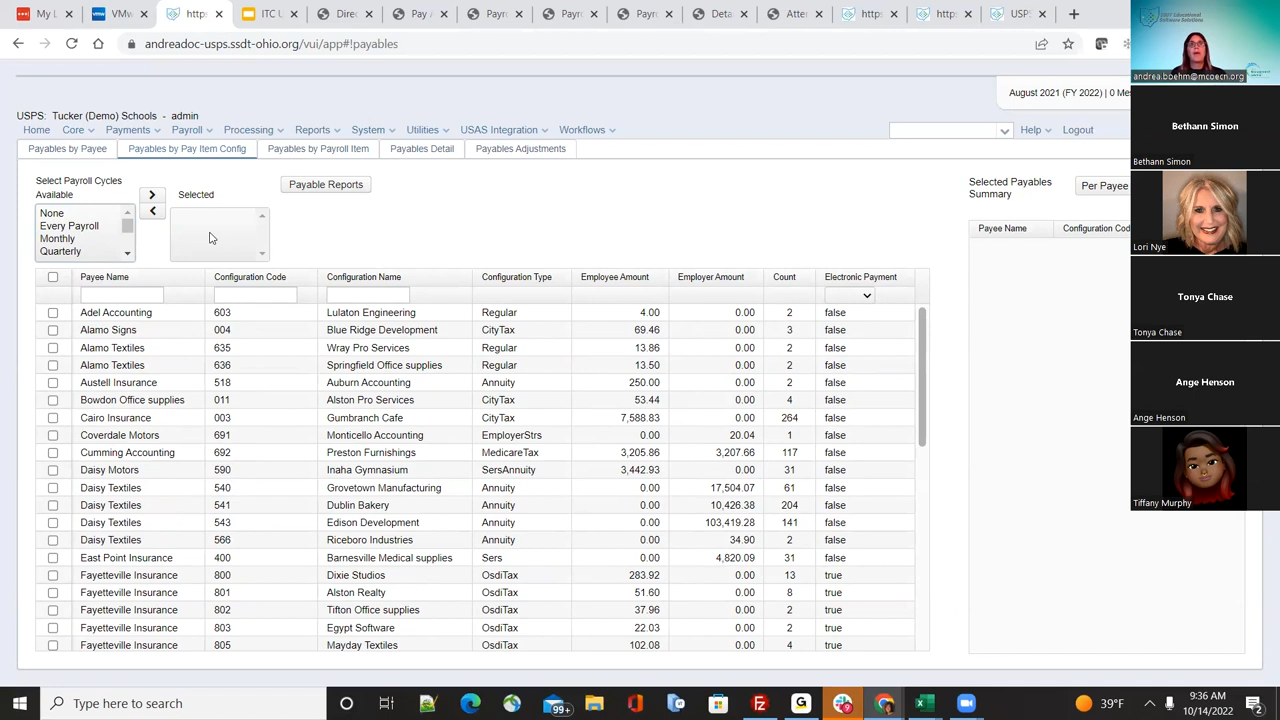 My L
VMw
http:
ITC U
Direc
Pay
Payre
Payr
Deta
Atter
http:
http:
USPS
andreadoc-usps.ssdt-ohio.org/vui/app#!payables
SSDT Educational
Software Solutions
andrea.boehm@mcoecn.org
August 2021 (FY 2022) | 0 Mes
USPS: Tucker (Demo) Schools - admin
Home Core Payments Payroll Processing Reports System Utilities USAS Integration Workflows Help Logout
Payables by Payee Payables by Pay Item Config Payables by Payroll Item Payables Detail Payables Adjustments
Select Payroll Cycles
Available
Selected
Payable Reports
Selected Payables
Summary
Per Payee
None
Every Payroll
Monthly
Quarterly
Payee Name Configuration Cod
Payee Name Configuration Code Configuration Name Configuration Type Employee Amount Employer Amount Count Electronic Payment
Adel Accounting 603 Lulaton Engineering Regular 4.00 0.00 2 false
Alamo Signs 004 Blue Ridge Development CityTax 69.46 0.00 3 false
Alamo Textiles 635 Wray Pro Services Regular 13.86 0.00 2 false
Alamo Textiles 636 Springfield Office supplies Regular 13.50 0.00 2 false
Austell Insurance 518 Auburn Accounting Annuity 250.00 0.00 2 false
Bowdon Office supplies 011 Alston Pro Services CityTax 53.44 0.00 4 false
Cairo Insurance 003 Gumbranch Cafe CityTax 7,588.83 0.00 264 false
Coverdale Motors 691 Monticello Accounting EmployerStrs 0.00 20.04 1 false
Cumming Accounting 692 Preston Furnishings MedicareTax 3,205.86 3,207.66 117 false
Daisy Motors 590 Inaha Gymnasium SersAnnuity 3,442.93 0.00 31 false
Daisy Textiles 540 Grovetown Manufacturing Annuity 0.00 17,504.07 61 false
Daisy Textiles 541 Dublin Bakery Annuity 0.00 10,426.38 204 false
Daisy Textiles 543 Edison Development Annuity 0.00 103,419.28 141 false
Daisy Textiles 566 Riceboro Industries Annuity 0.00 34.90 2 false
East Point Insurance 400 Barnesville Medical supplies Sers 0.00 4,820.09 31 false
Fayetteville Insurance 800 Dixie Studios OsdiTax 283.92 0.00 13 true
Fayetteville Insurance 801 Alston Realty OsdiTax 51.60 0.00 8 true
Fayetteville Insurance 802 Tifton Office supplies OsdiTax 37.96 0.00 2 true
Fayetteville Insurance 803 Egypt Software OsdiTax 22.03 0.00 2 true
Fayetteville Insurance 805 Mayday Textiles OsdiTax 102.08 0.00 4 true
Bethann Simon
Bethann Simon
Lori Nye
Tonya Chase
Tonya Chase
Ange Henson
Ange Henson
Tiffany Murphy
Type here to search
99+
39°F
9:36 AM
10/14/2022
2